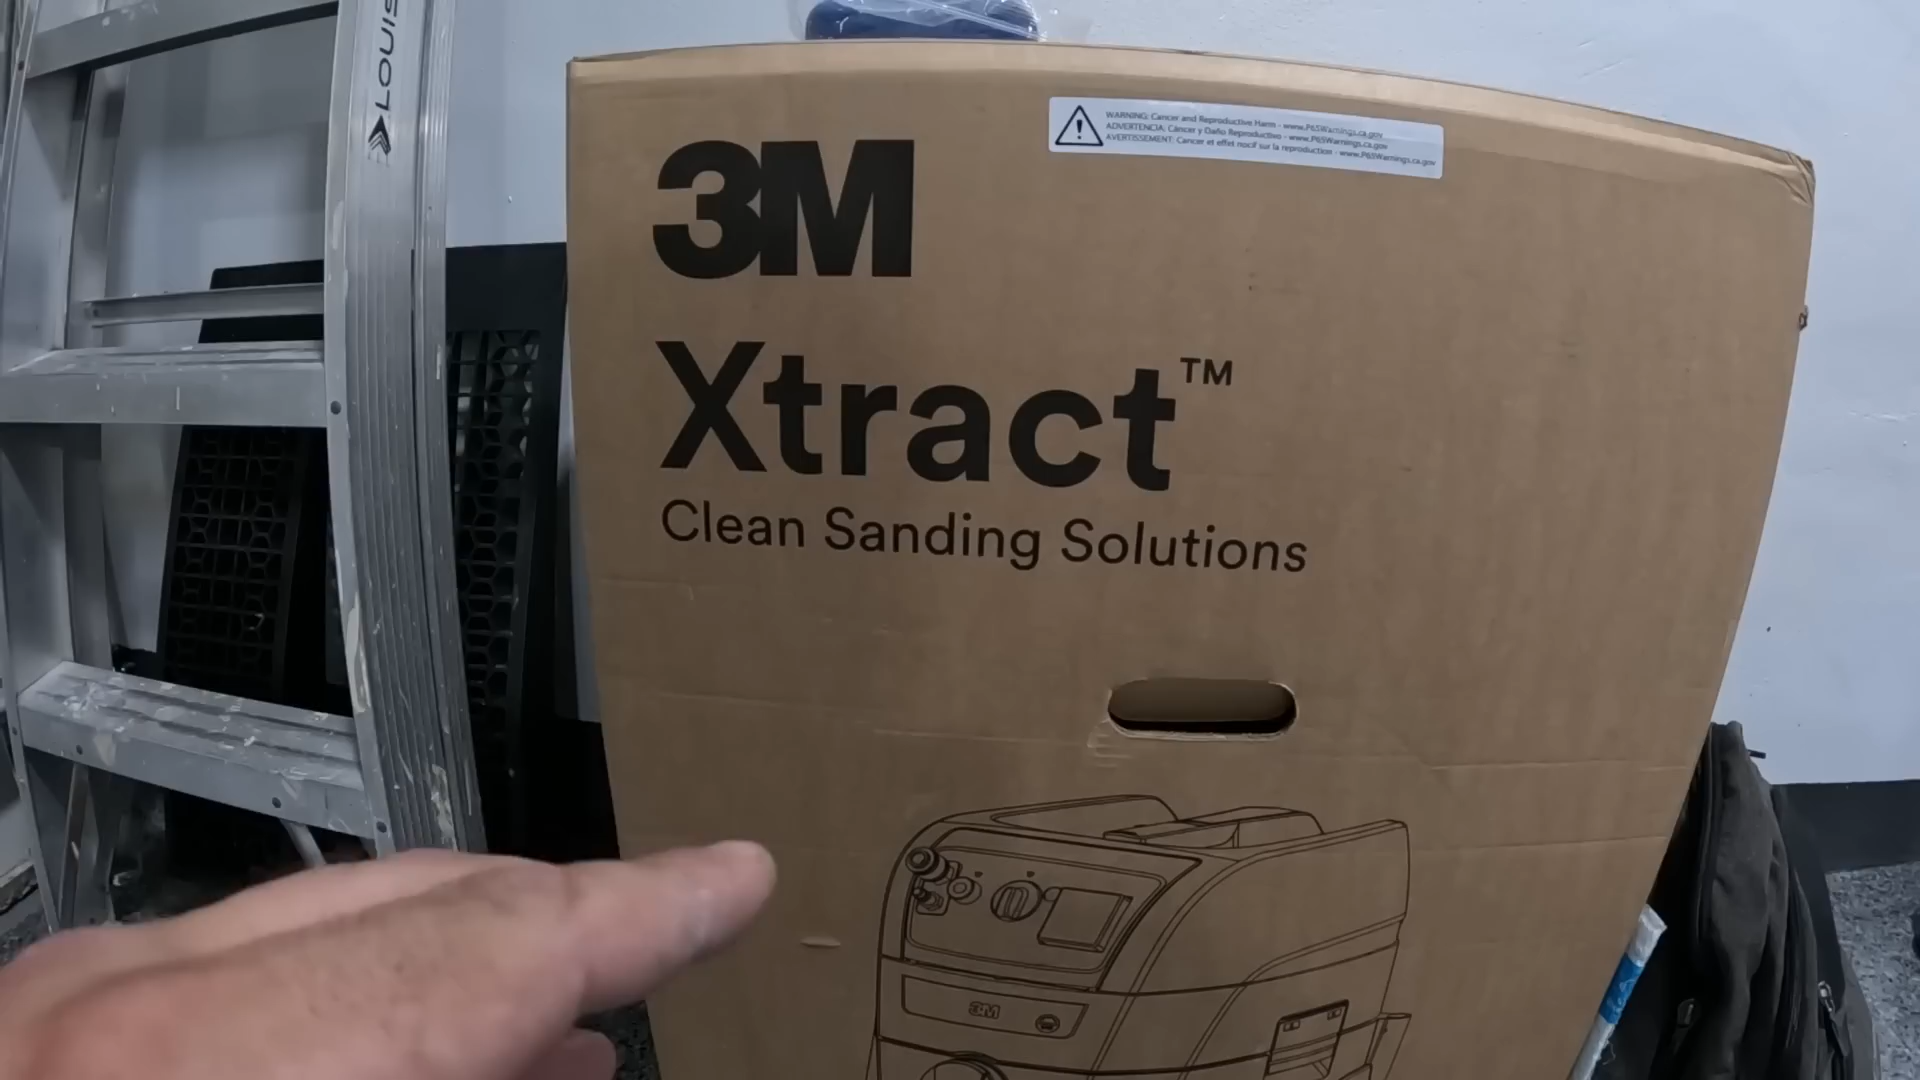 LOUIS
WARNING: Cancer and Reproductive Harm - www.P65Warnings.ca.gov
ADVERTENCIA: Cáncer y Daño Reproductivo - www.P65Warnings.ca.gov
AVERTISSEMENT: Cancer et effet nocif sur la reproduction - www.P65Warnings.ca.gov
3M
Xtract™
Clean Sanding Solutions
3M